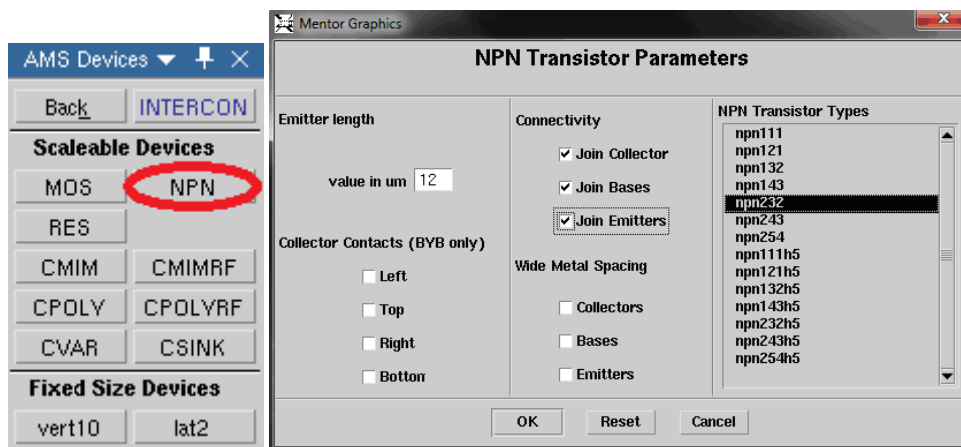 AMS Devices
Back INTERCON
Scaleable Devices
MOS NPN
RES
CMIM CMIMRF
CPOLY CPOLYRF
CVAR CSINK
Fixed Size Devices
vert10 lat2
Mentor Graphics
NPN Transistor Parameters
Emitter length
value in um 12
Collector Contacts (BYB only)
Left
Top
Right
Botton
Connectivity
Join Collector
Join Bases
Join Emitters
Wide Metal Spacing
Collectors
Bases
Emitters
NPN Transistor Types
npn111
npn121
npn132
npn143
npn232
npn243
npn254
npn111h5
npn121h5
npn132h5
npn143h5
npn232h5
npn243h5
npn254h5
OK Reset Cancel